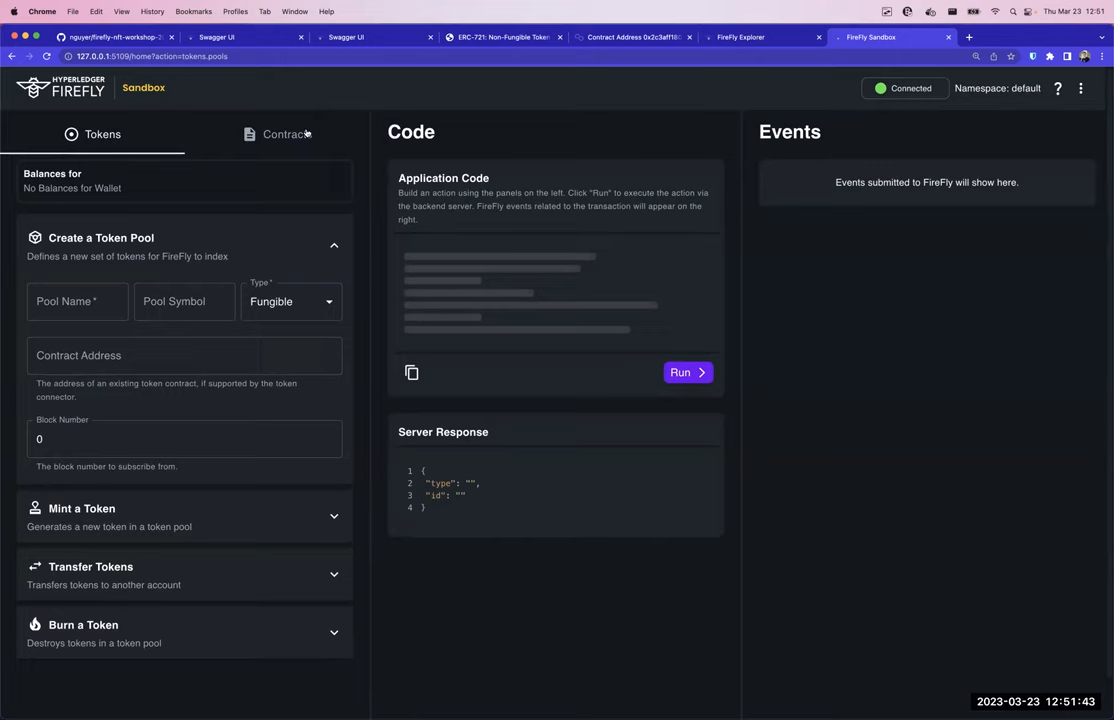 Chrome File Edit View History Bookmarks Profiles Tab Window Help Thu Mar 23 12:51
nguyer/firefly-nft-workshop-2 Swagger UI Swagger UI ERC-721: Non-Fungible Token Contract Address 0x2c3aff180 FireFly Explorer FireFly Sandbox
127.0.0.1:5109/home?action=tokens.pools
HYPERLEDGER
FIREFLY
Sandbox
Connected
Namespace: default
Tokens
Contracts
Balances for
No Balances for Wallet
Create a Token Pool
Defines a new set of tokens for FireFly to index
Pool Name *
Pool Symbol
Type *
Fungible
Contract Address
The address of an existing token contract, if supported by the token
connector.
Block Number
0
The block number to subscribe from.
Mint a Token
Generates a new token in a token pool
Transfer Tokens
Transfers tokens to another account
Burn a Token
Destroys tokens in a token pool
Code
Application Code
Build an action using the panels on the left. Click "Run" to execute the action via
the backend server. FireFly events related to the transaction will appear on the
right.
Run
Server Response
1 {
2 "type": "",
3 "id": ""
4 }
Events
Events submitted to FireFly will show here.
2023-03-23 12:51:43